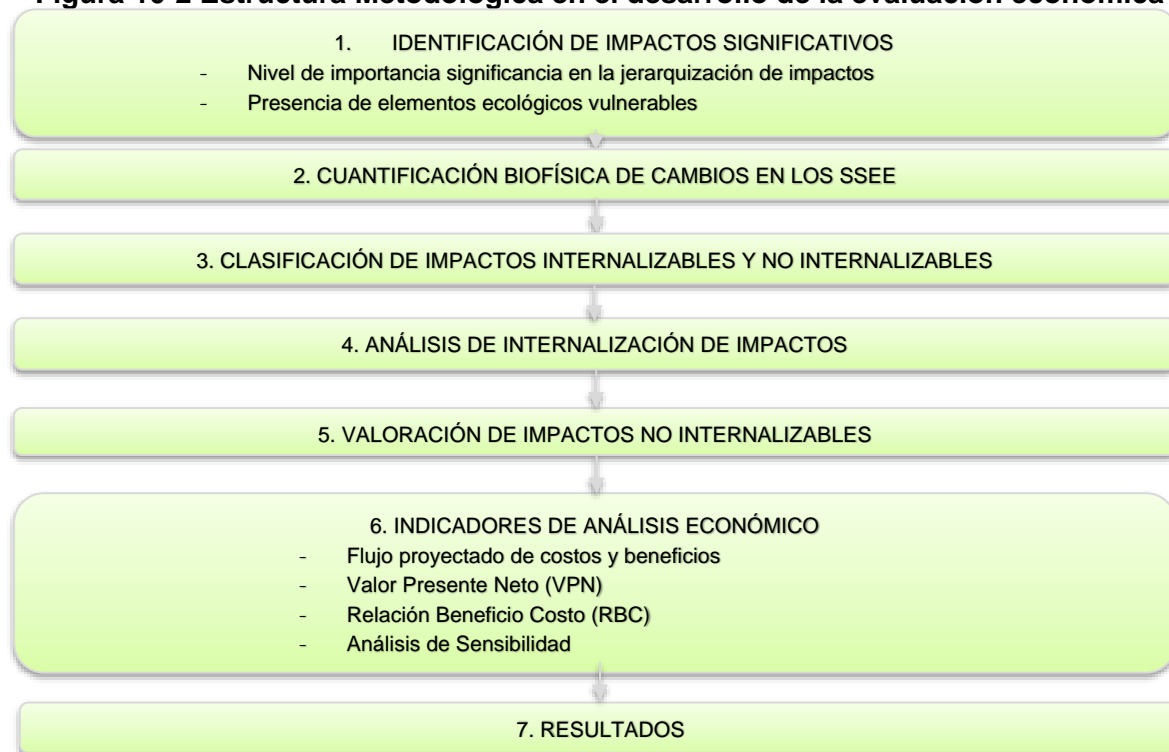 Figura 10-2 Estructura Metodológica en el desarrollo de la evaluación económica
1. IDENTIFICACIÓN DE IMPACTOS SIGNIFICATIVOS
- Nivel de importancia significancia en la jerarquización de impactos
- Presencia de elementos ecológicos vulnerables
2. CUANTIFICACIÓN BIOFÍSICA DE CAMBIOS EN LOS SSEE
3. CLASIFICACIÓN DE IMPACTOS INTERNALIZABLES Y NO INTERNALIZABLES
4. ANÁLISIS DE INTERNALIZACIÓN DE IMPACTOS
5. VALORACIÓN DE IMPACTOS NO INTERNALIZABLES
6. INDICADORES DE ANÁLISIS ECONÓMICO
- Flujo proyectado de costos y beneficios
- Valor Presente Neto (VPN)
- Relación Beneficio Costo (RBC)
- Análisis de Sensibilidad
7. RESULTADOS